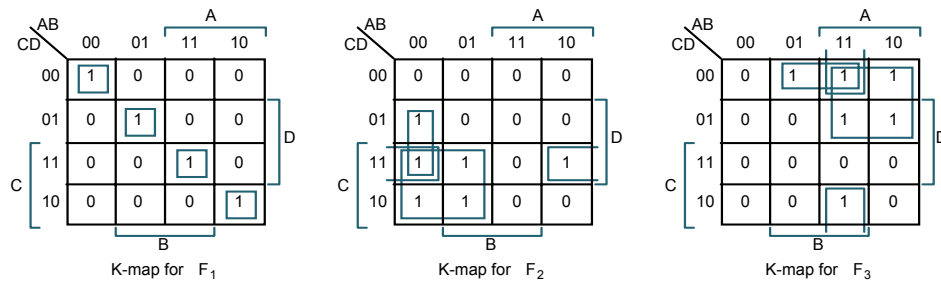 AB A
CD 00 01 11 10
00 1 0 0 0
01 0 1 0 0 D
C 11 0 0 1 0
10 0 0 0 1
B
K-map for F1
AB A
CD 00 01 11 10
00 0 0 0 0
01 1 0 0 0 D
C 11 1 1 0 1
10 1 1 0 0
B
K-map for F2
AB A
CD 00 01 11 10
00 0 1 1 1
01 0 0 1 1 D
C 11 0 0 0 0
10 0 0 1 0
B
K-map for F3